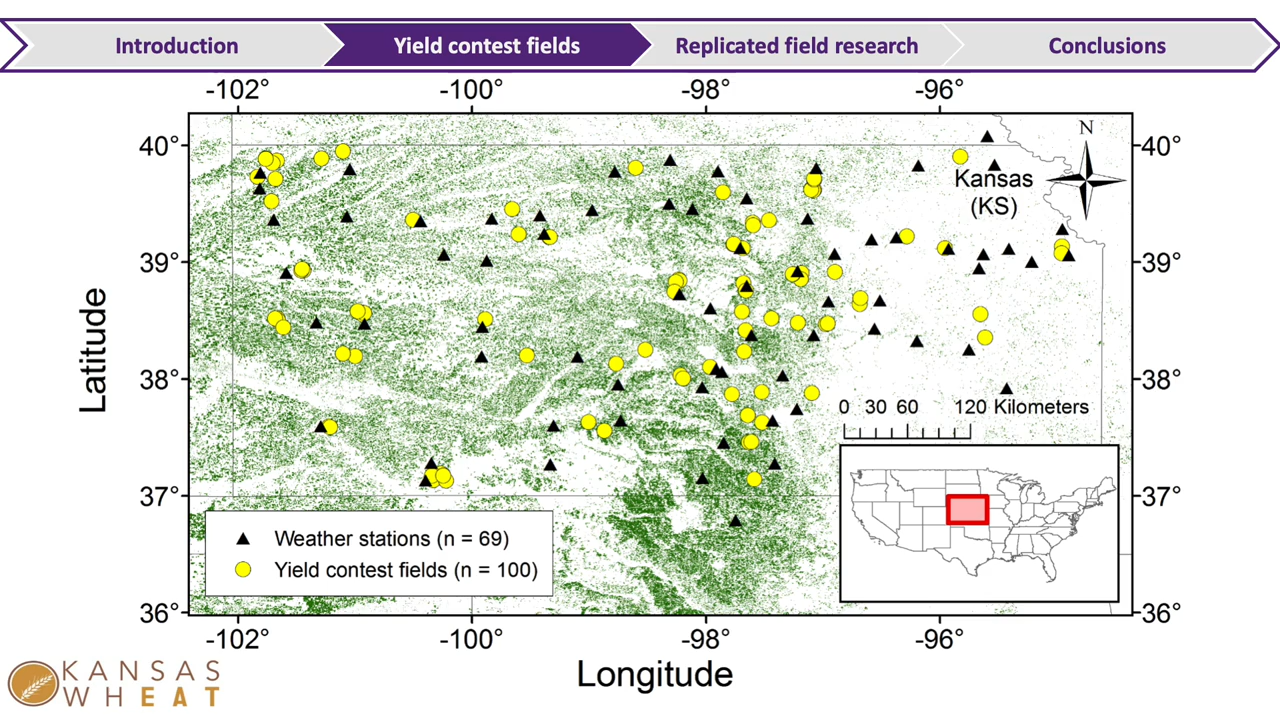 Introduction
Yield contest fields
Replicated field research
Conclusions
-102° -100° -98° -96°
N
40° 40°
Kansas
(KS)
39° 39°
Latitude
38° 38°
0 30 60 120 Kilometers
37° 37°
Weather stations (n = 69)
Yield contest fields (n = 100)
36° 36°
-102° -100° -98° -96°
Longitude
KANSAS
WHEAT